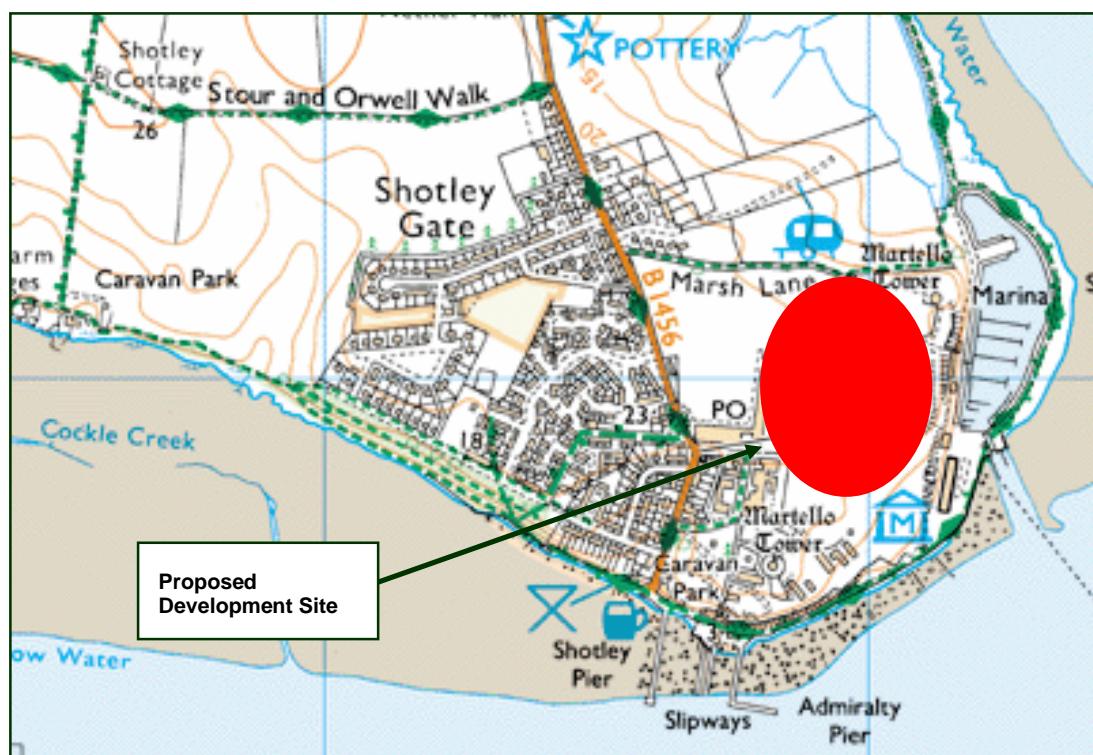 POTTERY
Shotley
Cottage
Stour and Orwell Walk
15
20
26
Water
Shotley
Gate
Caravan Park
B1456
Marsh Lane
Martello
Tower
Marina
PO
23
18
Cockle Creek
Martello
Tower
M
Caravan
Park
Proposed
Development Site
Shotley
Pier
Slipways
Admiralty
Pier
Water